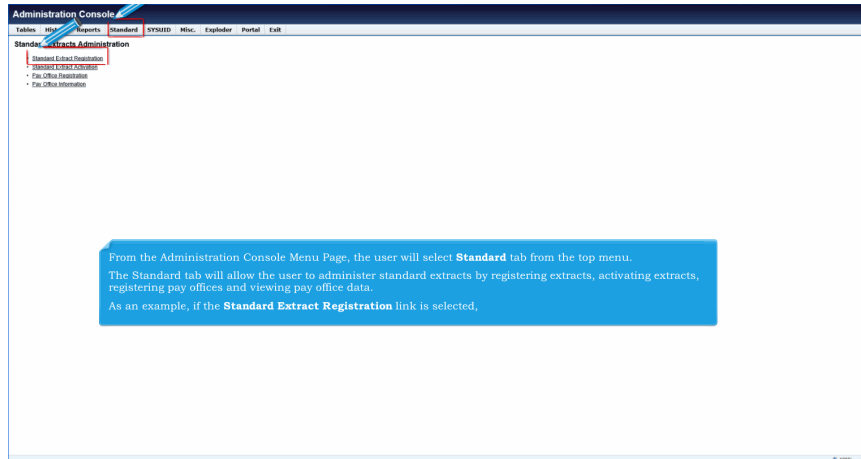 Administration Console
Tables History Reports Standard SYSUID Misc. Exploder Portal Exit
Standard Extracts Administration
Standard Extract Registration
Standard Extract Activation
Pay Office Registration
Pay Office Information
From the Administration Console Menu Page, the user will select Standard tab from the top menu.
The Standard tab will allow the user to administer standard extracts by registering extracts, activating extracts,
registering pay offices and viewing pay office data.
As an example, if the Standard Extract Registration link is selected,